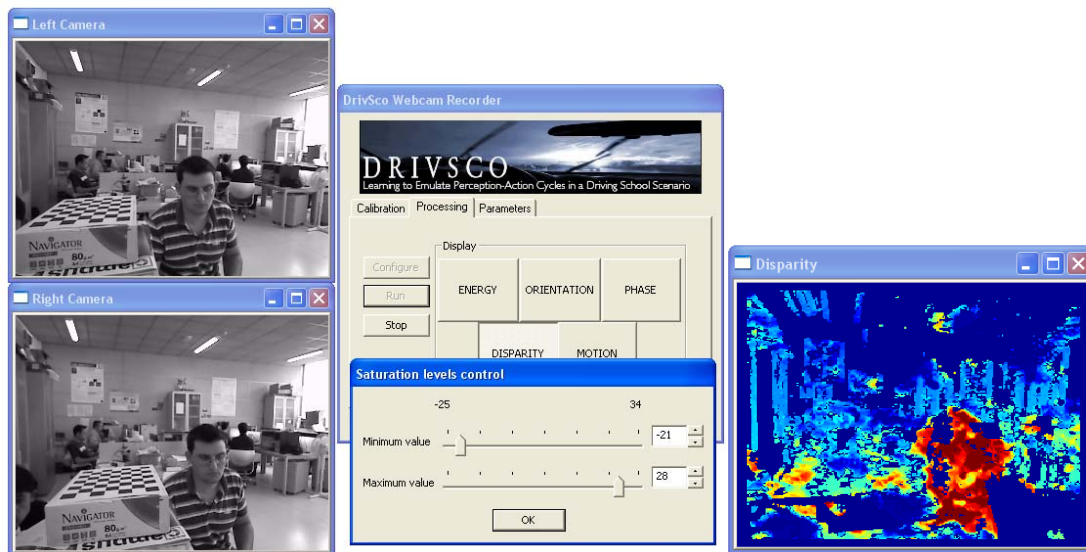 Left Camera
NAVIGATOR
80g
Right Camera
NAVIGATOR
80g
DrivSco Webcam Recorder
DRIVSCO
Learning to Emulate Perception-Action Cycles in a Driving School Scenario
Calibration Processing Parameters
Display
Configure
Run
Stop
ENERGY ORIENTATION PHASE
DISPARITY MOTION
Saturation levels control
-25 34
Minimum value -21
Maximum value 28
OK
Disparity